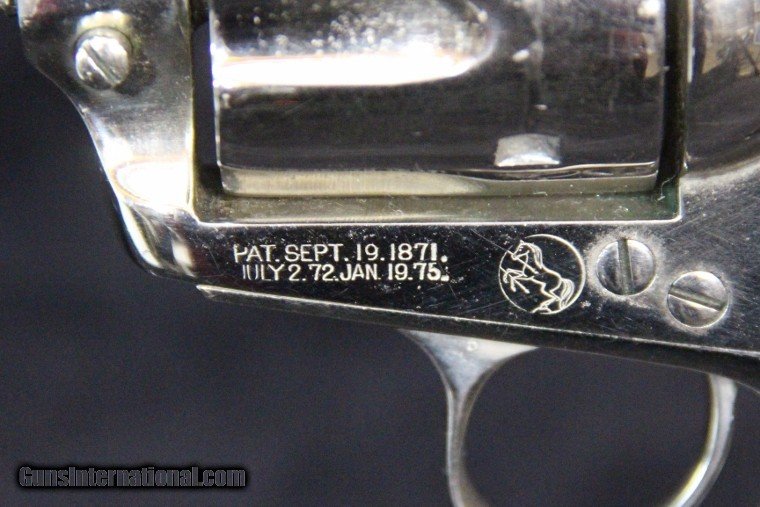 PAT. SEPT. 19. 1871.
JULY 2. 72. JAN. 19. 75.
GunsInternational.com